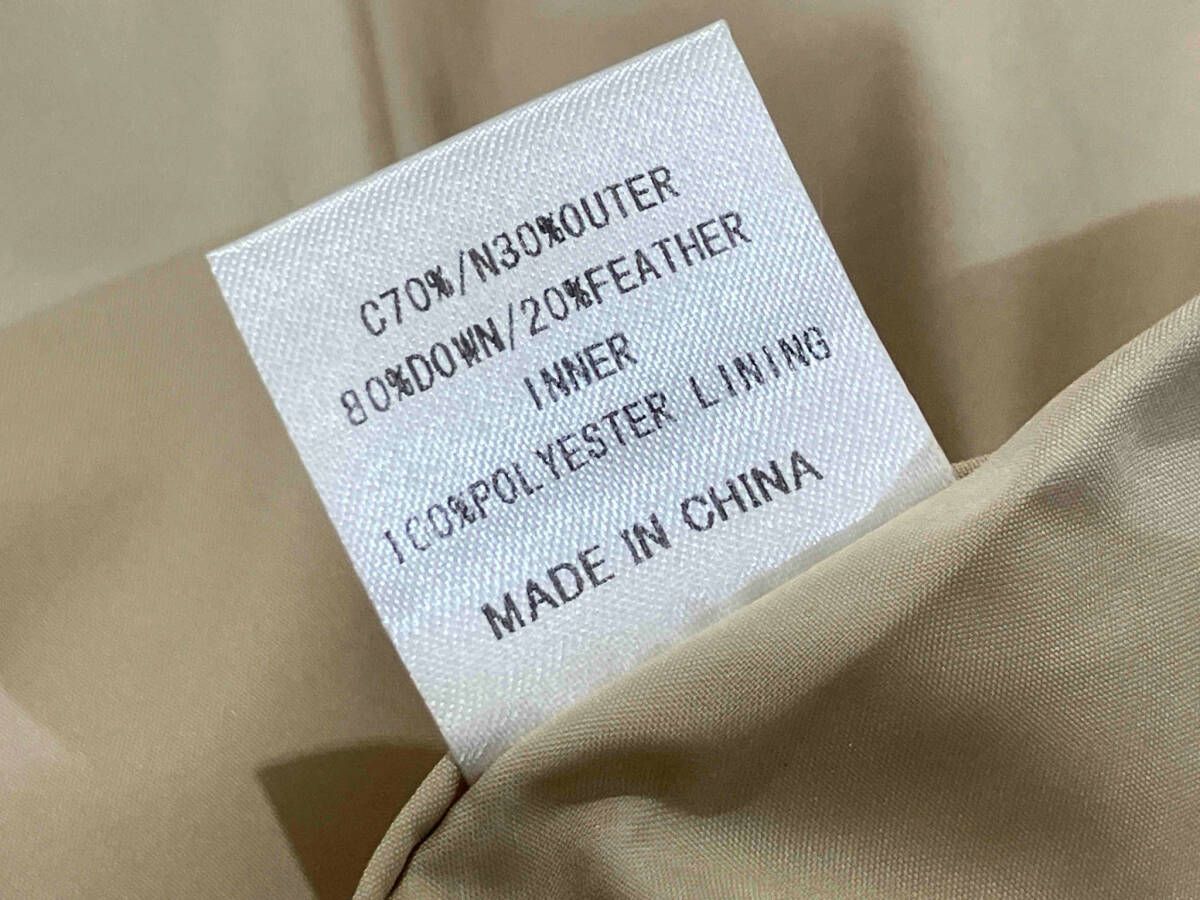 C70%/N30%OUTER
80%DOWN/20%FEATHER
INNER
100%POLYESTER LINING
MADE IN CHINA